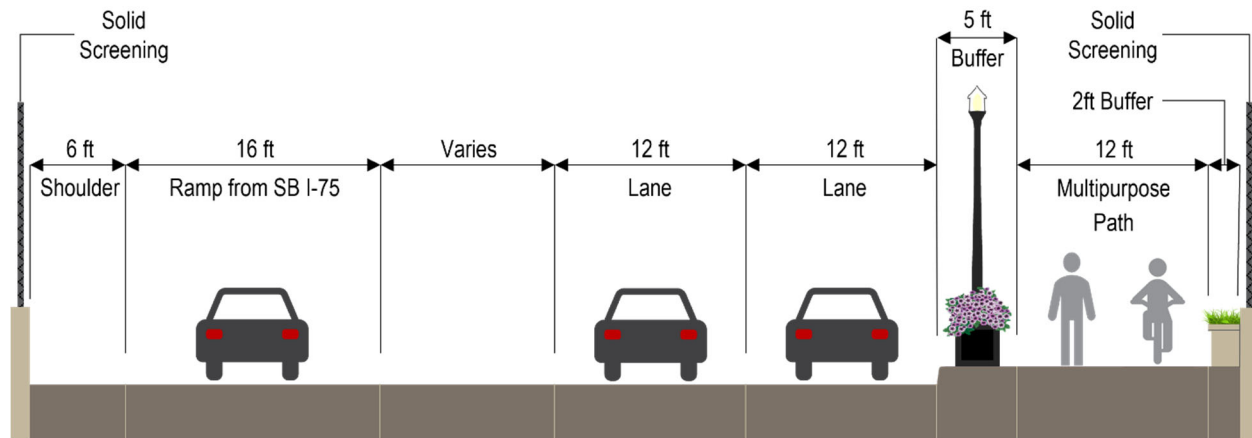 Solid
Screening
5 ft
Buffer
Solid
Screening
2ft Buffer
6 ft
Shoulder
16 ft
Ramp from SB I-75
Varies
12 ft
Lane
12 ft
Lane
12 ft
Multipurpose
Path